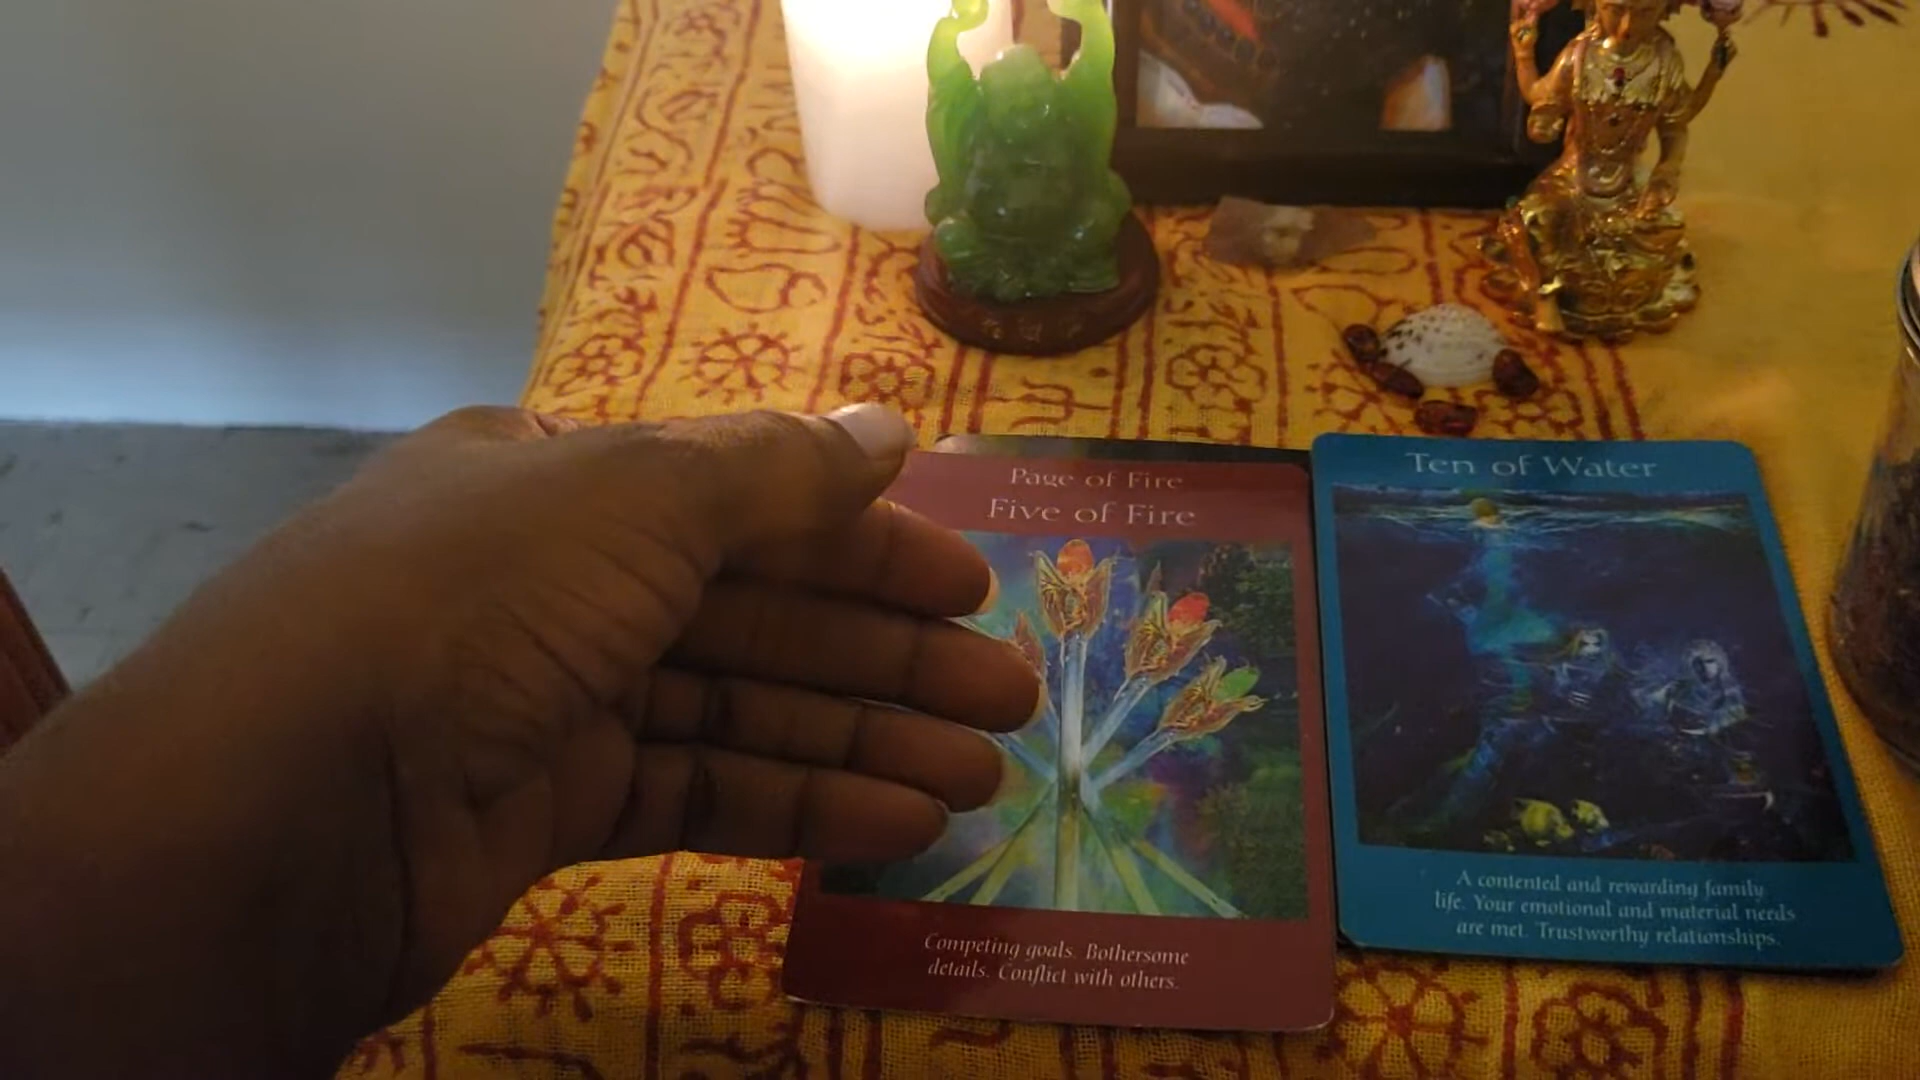 Page of Fire
Five of Fire
Competing goals. Bothersome
details. Conflict with others.
Ten of Water
A contented and rewarding family
life. Your emotional and material needs
are met. Trustworthy relationships.